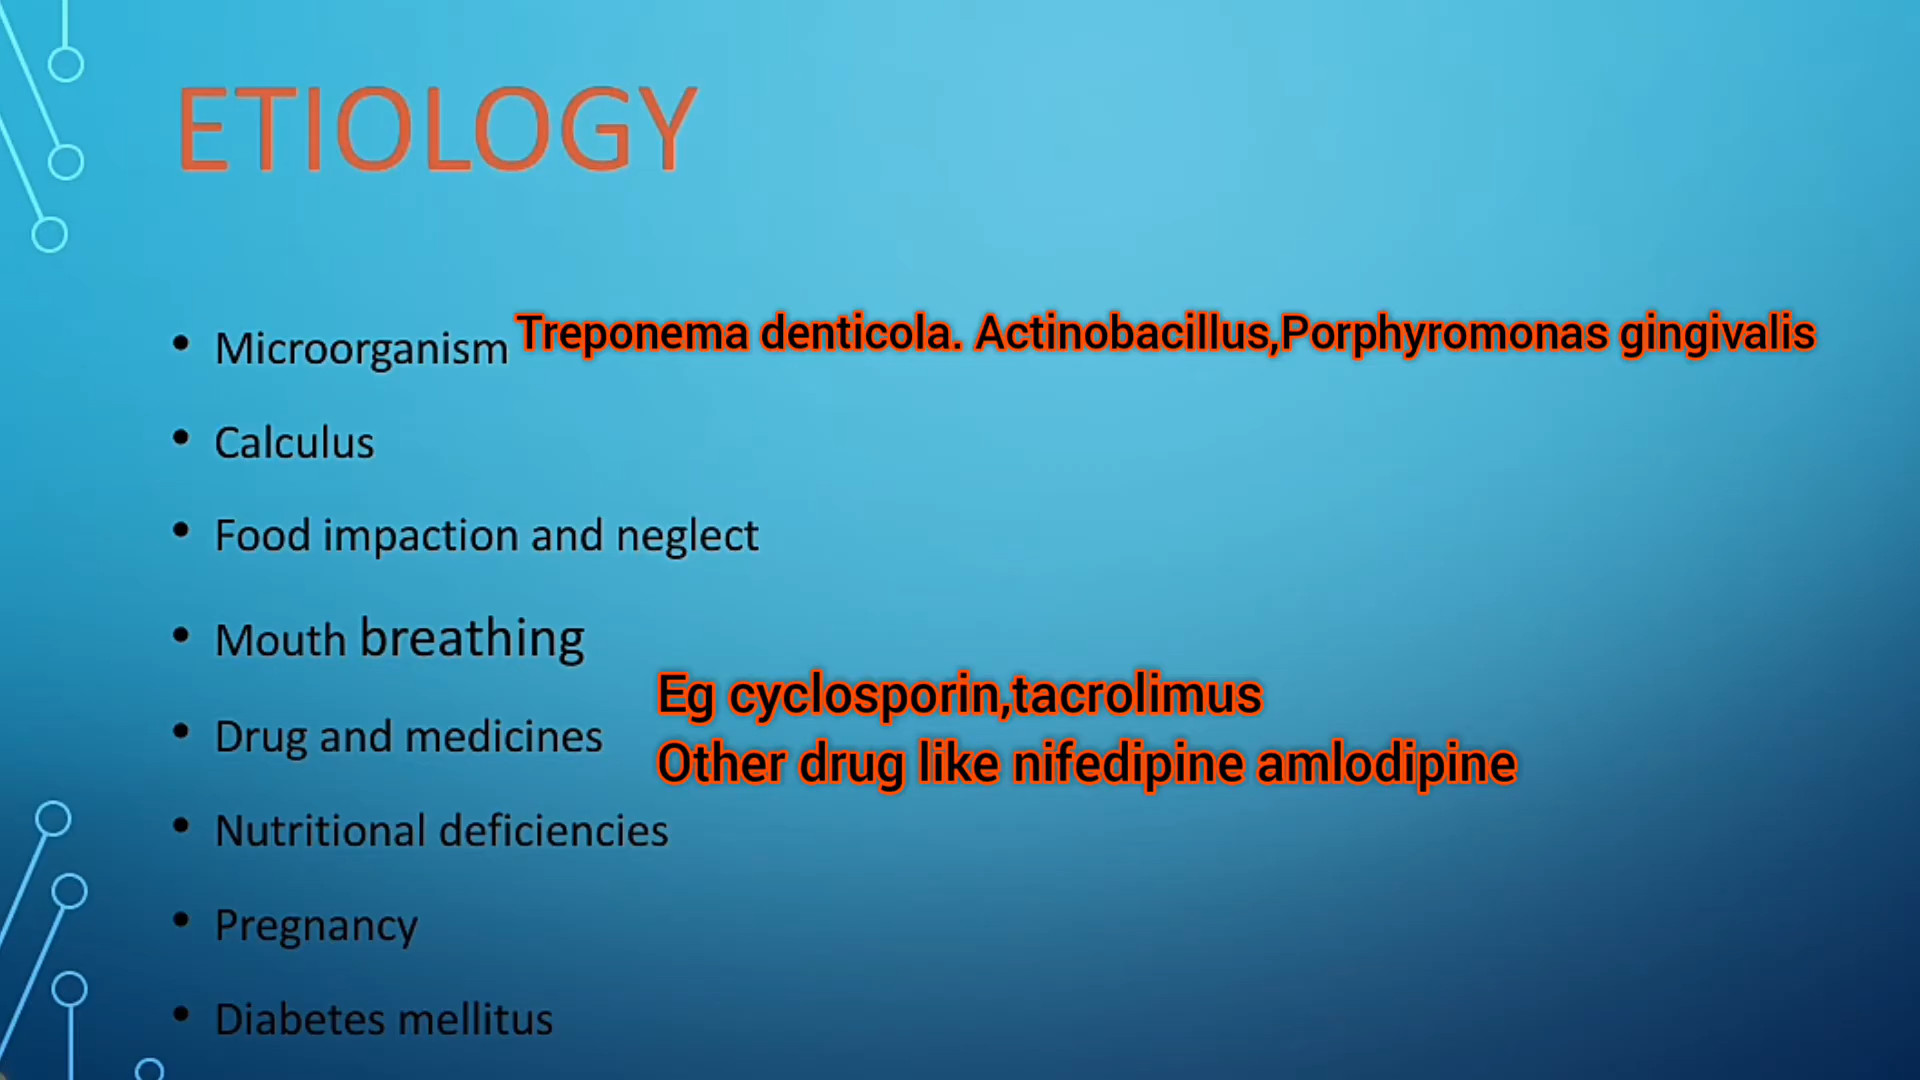 ETIOLOGY
• Microorganism Treponema denticola. Actinobacillus,Porphyromonas gingivalis
• Calculus
• Food impaction and neglect
• Mouth breathing
Eg cyclosporin,tacrolimus
• Drug and medicines
Other drug like nifedipine amlodipine
• Nutritional deficiencies
• Pregnancy
• Diabetes mellitus